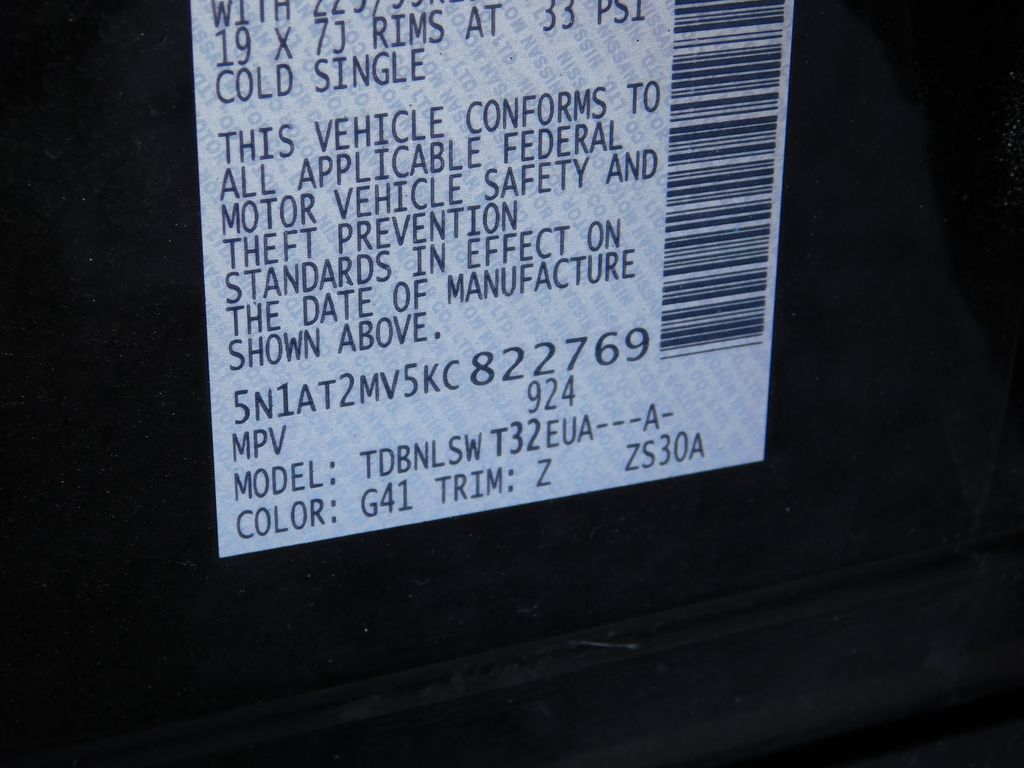 WITH
19 X 7J RIMS AT 33 PSI
COLD SINGLE
THIS VEHICLE CONFORMS TO
ALL APPLICABLE FEDERAL
MOTOR VEHICLE SAFETY AND
THEFT PREVENTION
STANDARDS IN EFFECT ON
THE DATE OF MANUFACTURE
SHOWN ABOVE.
5N1AT2MV5KC822769
MPV 924
MODEL: TDBNLSW T32EUA---A-
COLOR: G41 TRIM: Z ZS30A